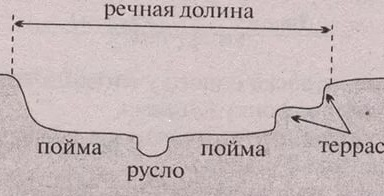 речная долина
пойма
русло
пойма
террас